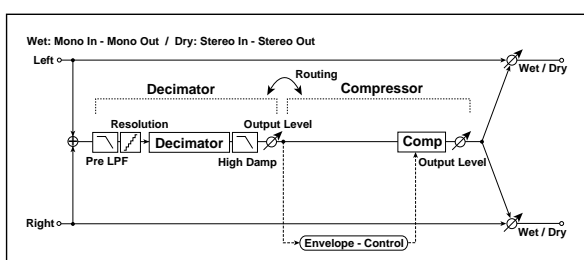 Wet: Mono In - Mono Out / Dry: Stereo In - Stereo Out
Left
Wet / Dry
Routing
Decimator
Compressor
Resolution
Output Level
Decimator
Comp
Pre LPF
High Damp
Output Level
Right
Wet / Dry
Envelope - Control